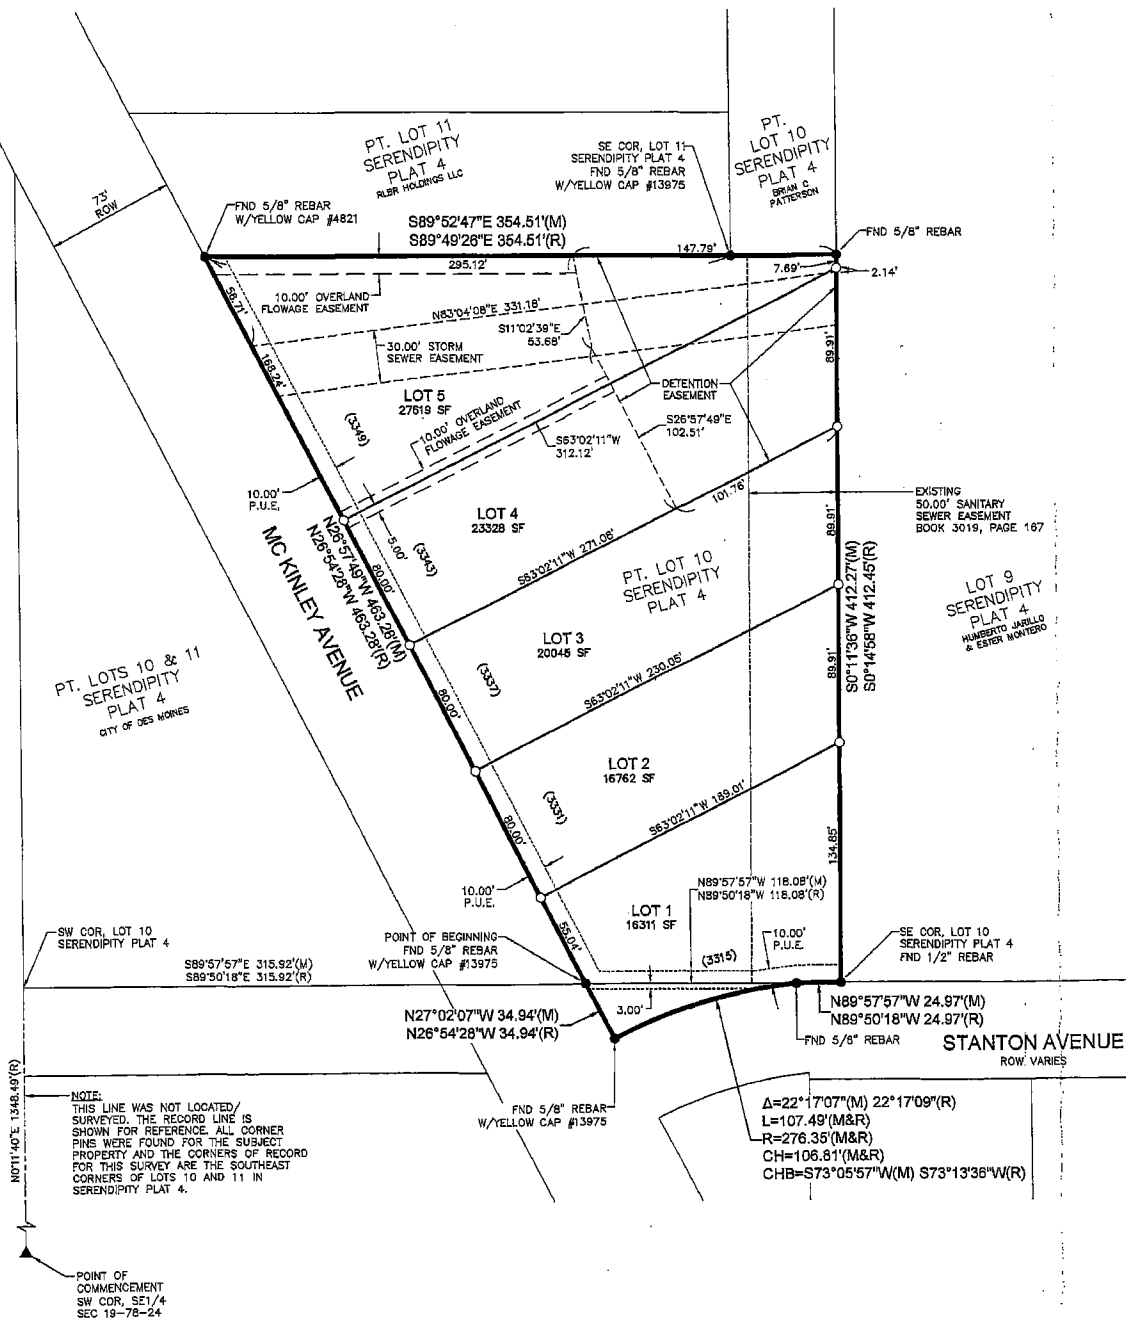 PT. LOT 11
SERENDIPITY
PLAT 4
RLBR HOLDINGS LLC
SE COR, LOT 11
SERENDIPITY PLAT 4
FND 5/8" REBAR
W/YELLOW CAP #13975
PT.
LOT 10
SERENDIPITY
PLAT 4
BRIAN C
PATTERSON
73'
ROW
FND 5/8" REBAR
W/YELLOW CAP #4821
S89°52'47"E 354.51'(M)
S89°49'26"E 354.51'(R)
147.79'
FND 5/8" REBAR
295.12'
7.69'
2.14'
58.71'
10.00' OVERLAND
FLOWAGE EASEMENT
N83°04'08"E 331.18'
S11°02'39"E
53.68'
30.00' STORM
SEWER EASEMENT
89.91'
168.24'
LOT 5
27619 SF
DETENTION
EASEMENT
(3349)
10.00' OVERLAND
FLOWAGE EASEMENT
S26°57'49"E
102.51'
S63°02'11"W
312.12'
10.00'
P.U.E.
101.76'
EXISTING
50.00' SANITARY
SEWER EASEMENT
BOOK 3019, PAGE 167
LOT 4
23328 SF
MC KINLEY AVENUE
N26°57'49"W 463.28'(M)
N26°54'28"W 463.28'(R)
5.00'
(3343)
80.00'
S63°02'11"W 271.08'
PT. LOT 10
SERENDIPITY
PLAT 4
89.91'
S0°11'36"W 412.27'(M)
S0°14'58"W 412.45'(R)
LOT 9
SERENDIPITY
PLAT 4
HUMBERTO JARILLO
& ESTER MONTERO
LOT 3
20046 SF
PT. LOTS 10 & 11
SERENDIPITY
PLAT 4
CITY OF DES MOINES
(3337)
80.00'
S63°02'11"W 230.05'
89.91'
LOT 2
16762 SF
(3331)
80.00'
S63°02'11"W 189.01'
134.85'
10.00'
P.U.E.
N89°57'57"W 118.08'(M)
N89°50'18"W 118.08'(R)
LOT 1
16311 SF
55.04'
SW COR, LOT 10
SERENDIPITY PLAT 4
POINT OF BEGINNING
FND 5/8" REBAR
W/YELLOW CAP #13975
10.00'
P.U.E.
(3315)
SE COR, LOT 10
SERENDIPITY PLAT 4
FND 1/2" REBAR
S89°57'57"E 315.92'(M)
S89°50'18"E 315.92'(R)
3.00'
N27°02'07"W 34.94'(M)
N26°54'28"W 34.94'(R)
N89°57'57"W 24.97'(M)
N89°50'18"W 24.97'(R)
FND 5/8" REBAR
STANTON AVENUE
ROW VARIES
N0°11'40"E 1348.49'(R)
NOTE:
THIS LINE WAS NOT LOCATED/
SURVEYED. THE RECORD LINE IS
SHOWN FOR REFERENCE. ALL CORNER
PINS WERE FOUND FOR THE SUBJECT
PROPERTY AND THE CORNERS OF RECORD
FOR THIS SURVEY ARE THE SOUTHEAST
CORNERS OF LOTS 10 AND 11 IN
SERENDIPITY PLAT 4.
FND 5/8" REBAR
W/YELLOW CAP #13975
Δ=22°17'07"(M) 22°17'09"(R)
L=107.49'(M&R)
R=276.35'(M&R)
CH=106.81'(M&R)
CHB=S73°05'57"W(M) S73°13'36"W(R)
POINT OF
COMMENCEMENT
SW COR, SE1/4
SEC 19-78-24